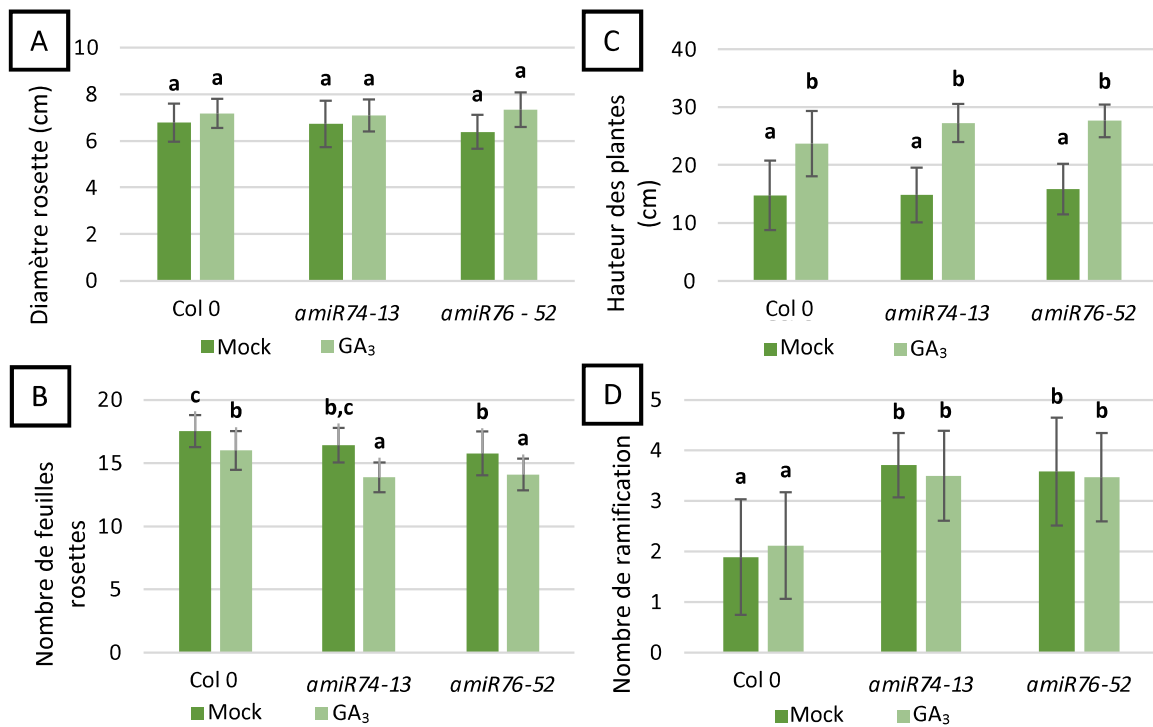 A
Diamètre rosette (cm)
10
8
6
4
2
0
a a a a a a
Col 0 amiR74-13 amiR76 - 52
Mock GA₃
C
Hauteur des plantes
(cm)
40
30
20
10
0
a b a b a b
Col 0 amiR74-13 amiR76-52
Mock GA₃
B
Nombre de feuilles
rosettes
20
15
10
5
0
c b b,c a b a
Col 0 amiR74-13 amiR76-52
Mock GA₃
D
Nombre de ramification
5
4
3
2
1
0
a a b b b b
Col 0 amiR74-13 amiR76-52
Mock GA₃